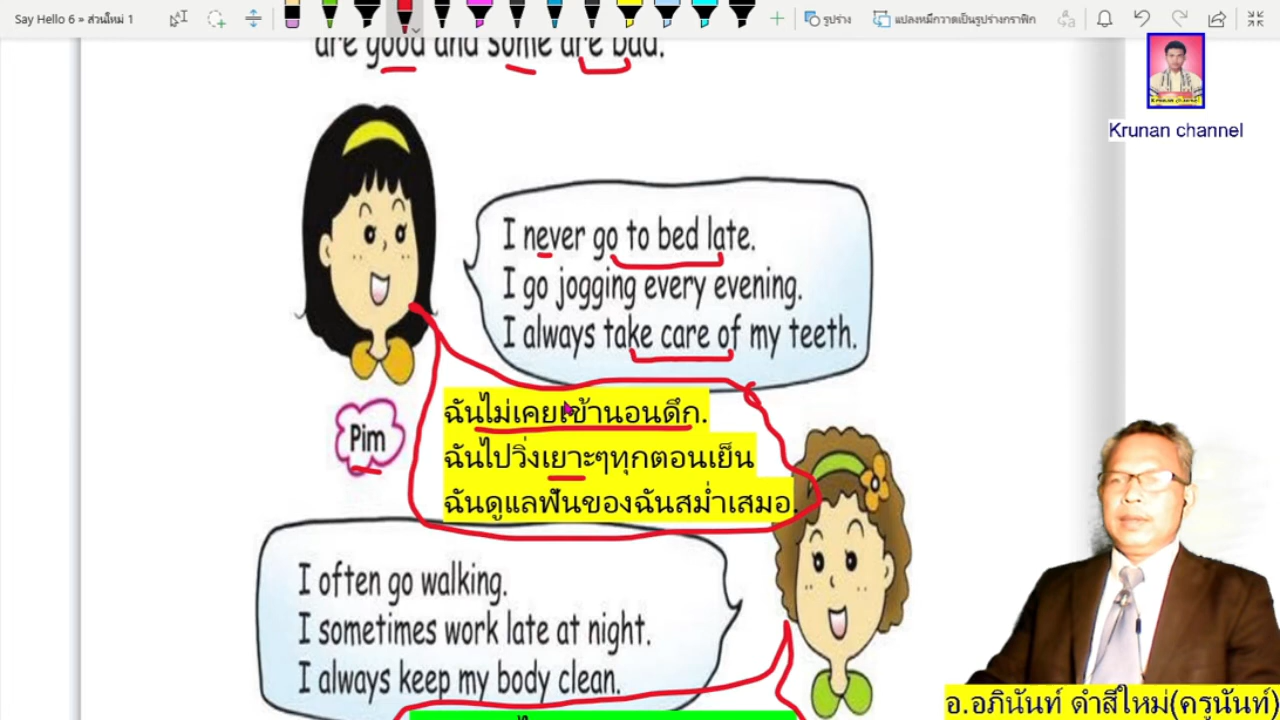 Say Hello 6 » ส่วนใหม่ 1
รูปร่าง
แปลงหมึกวาดเป็นรูปร่างกราฟิก
are good and some are bad.
Krunan channel
I never go to bed late.
I go jogging every evening.
I always take care of my teeth.
Pim
ฉันไม่เคยเข้านอนดึก.
ฉันไปวิ่งเยาะๆทุกตอนเย็น
ฉันดูแลฟันของฉันสม่ำเสมอ.
I often go walking.
I sometimes work late at night.
I always keep my body clean.
อ.อภินันท์ ดำสีใหม่(ครูนันท์)